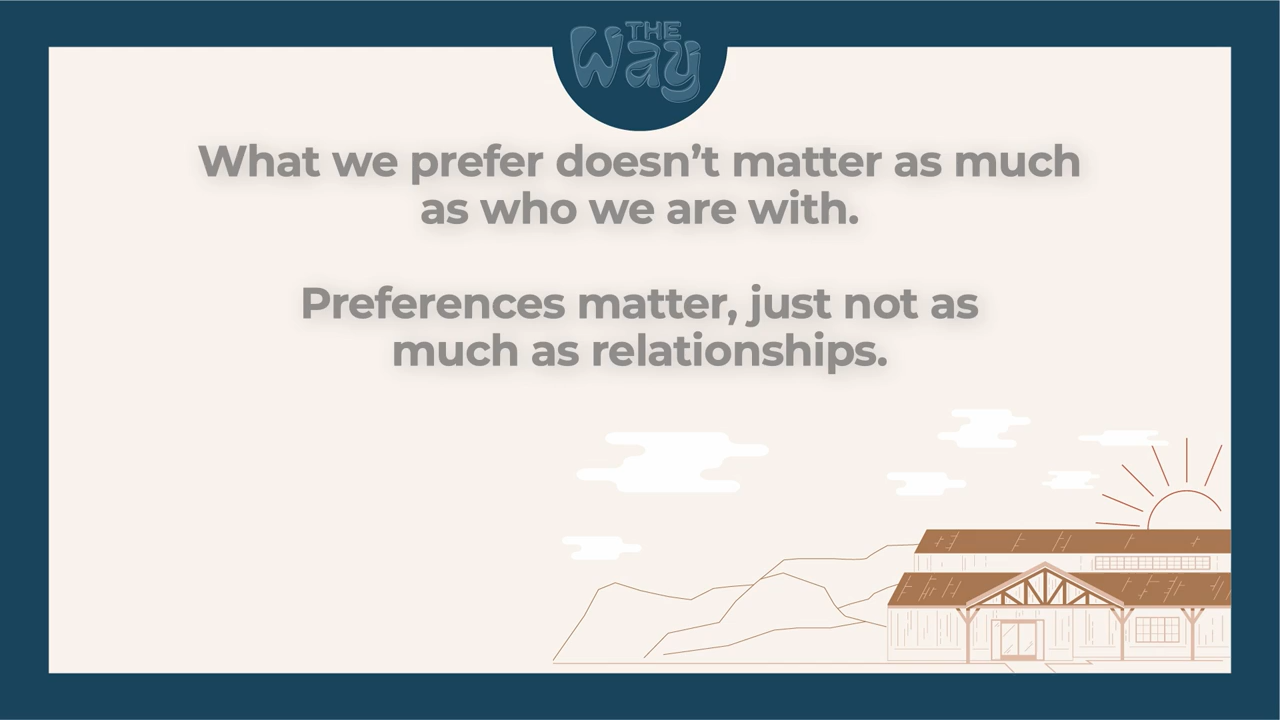 THE
Way
What we prefer doesn’t matter as much
as who we are with.
Preferences matter, just not as
much as relationships.